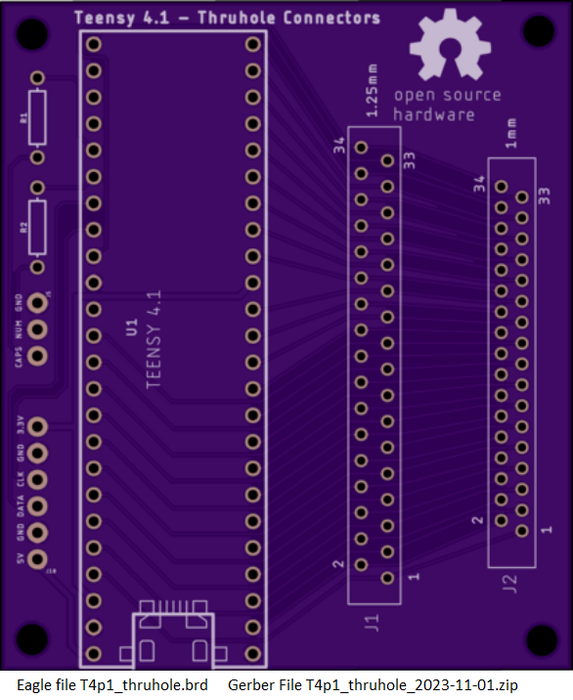 Teensy 4.1 - Thruhole Connectors
open source
hardware
R1
R2
1.25mm
34
33
1mm
34
33
J5
GND
NUM
CAPS
U1
TEENSY 4.1
3.3V
GND
CLK
DATA
GND
5V
J10
2
1
J1
2
1
J2
Eagle file T4p1_thruhole.brd Gerber File T4p1_thruhole_2023-11-01.zip